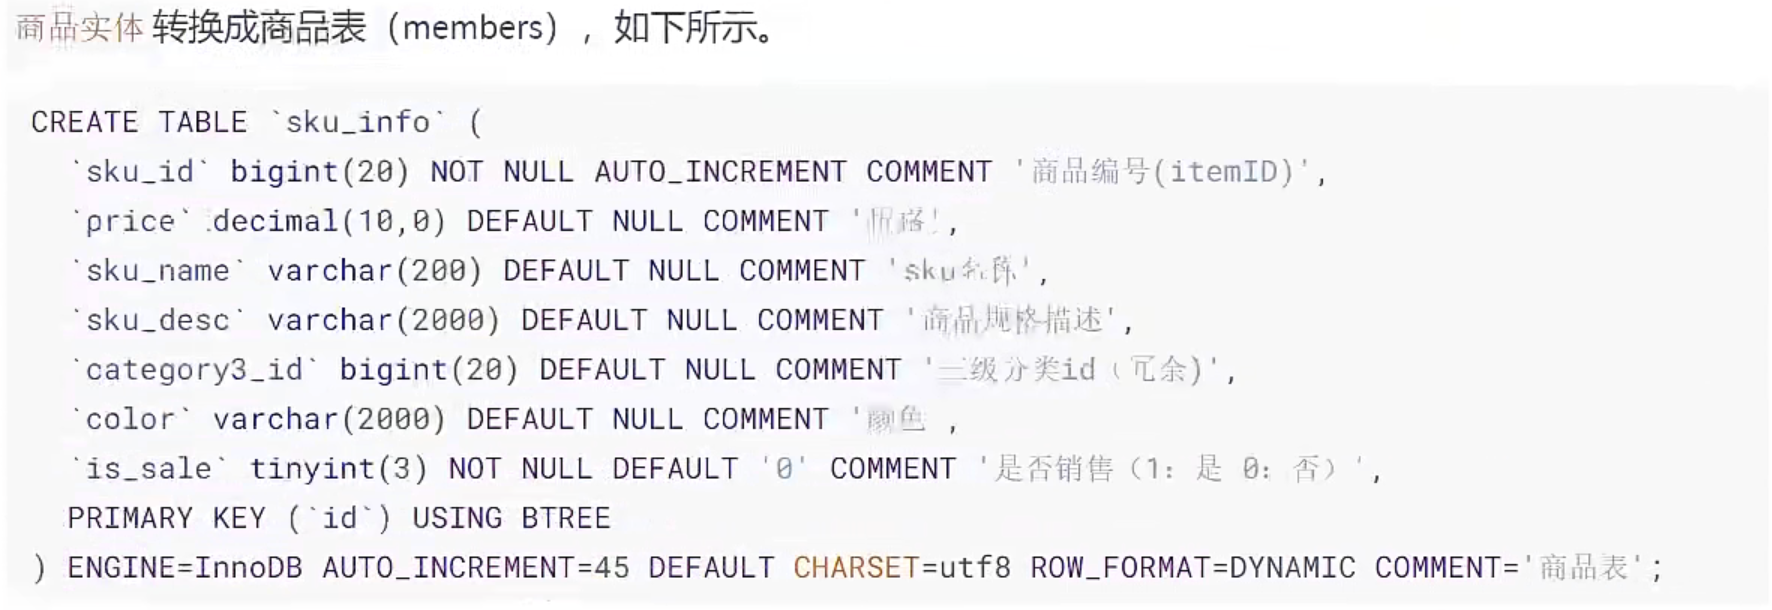 商品实体 转换成商品表（members），如下所示。
CREATE TABLE `sku_info` (
`sku_id` bigint(20) NOT NULL AUTO_INCREMENT COMMENT '商品编号(itemID)',
`price` decimal(10,0) DEFAULT NULL COMMENT '价格',
`sku_name` varchar(200) DEFAULT NULL COMMENT 'sku名称',
`sku_desc` varchar(2000) DEFAULT NULL COMMENT '商品规格描述',
`category3_id` bigint(20) DEFAULT NULL COMMENT '三级分类id（冗余)',
`color` varchar(2000) DEFAULT NULL COMMENT '颜色 ,
`is_sale` tinyint(3) NOT NULL DEFAULT '0' COMMENT '是否销售（1：是 0：否）',
PRIMARY KEY (`id`) USING BTREE
) ENGINE=InnoDB AUTO_INCREMENT=45 DEFAULT CHARSET=utf8 ROW_FORMAT=DYNAMIC COMMENT='商品表';